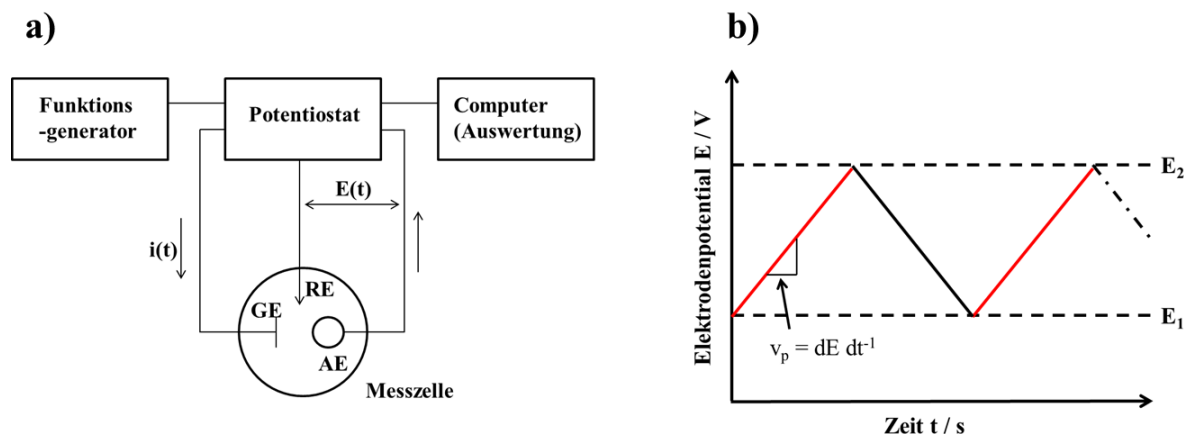 a)
Funktions
-generator
Potentiostat
Computer
(Auswertung)
E(t)
i(t)
RE
GE
AE
Messzelle
b)
Elektrodenpotential E / V
E₂
E₁
vₚ = dE dt⁻¹
Zeit t / s